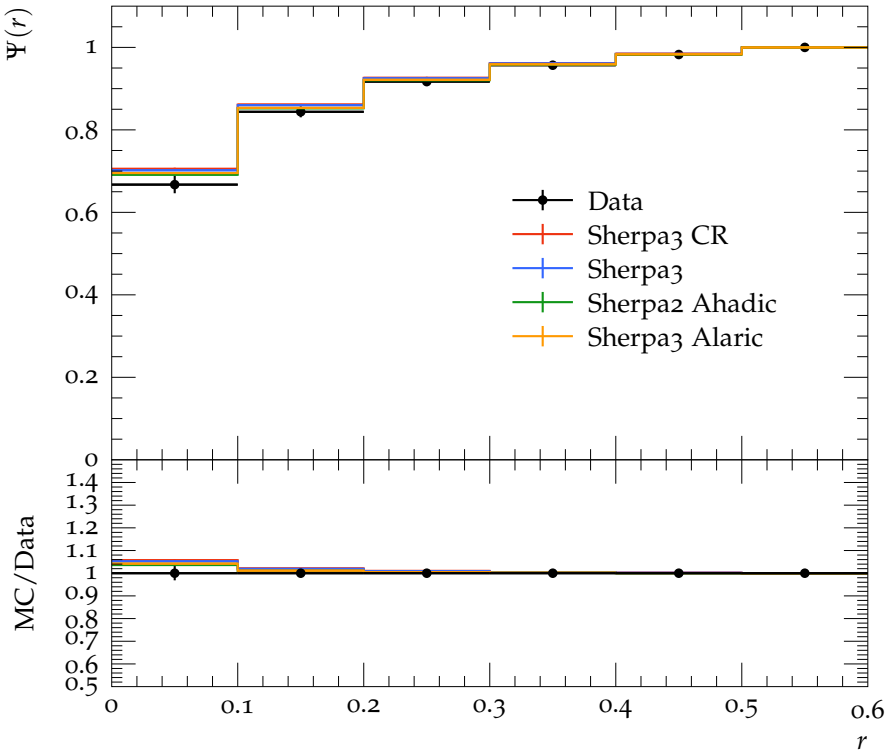 Ψ(r)
1
0.8
0.6
0.4
0.2
0
Data
Sherpa3 CR
Sherpa3
Sherpa2 Ahadic
Sherpa3 Alaric
MC/Data
1.4
1.3
1.2
1.1
1
0.9
0.8
0.7
0.6
0.5
0 0.1 0.2 0.3 0.4 0.5 0.6
r